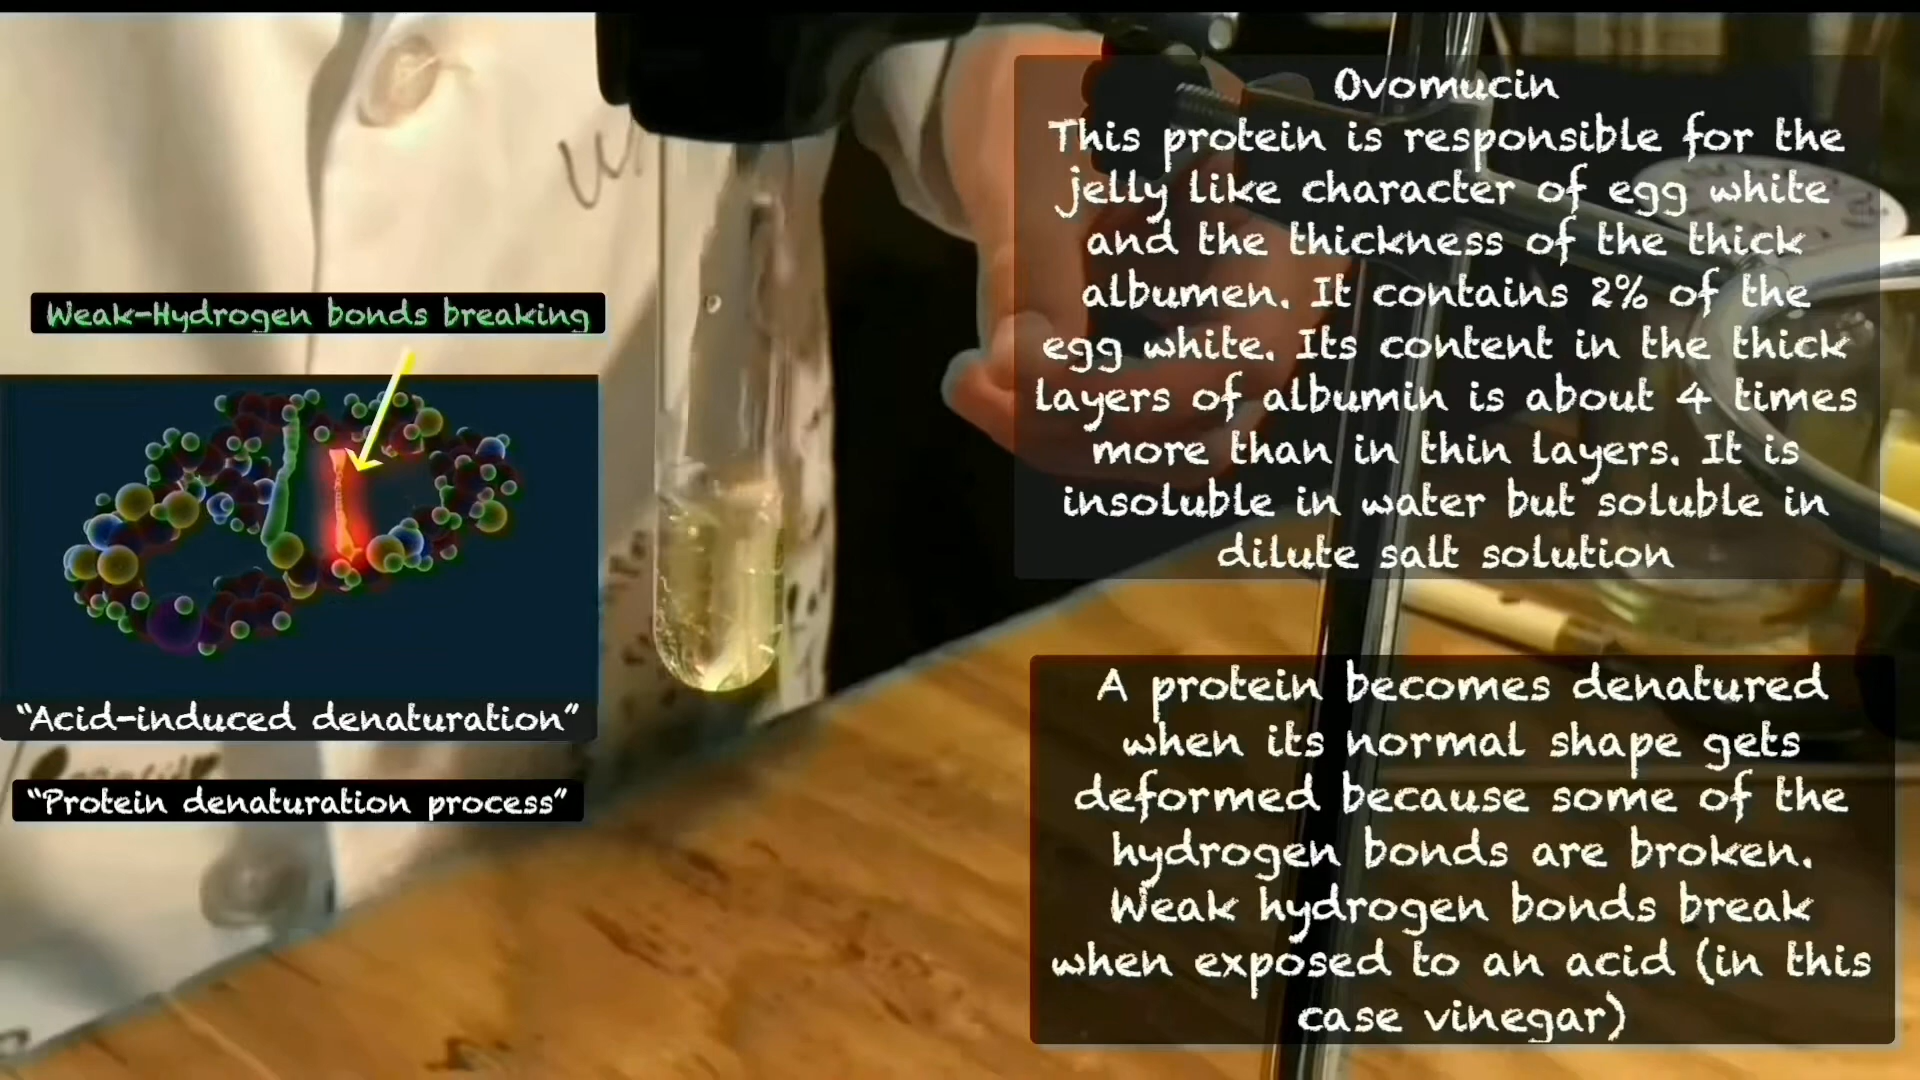 Weak-Hydrogen bonds breaking
"Acid-induced denaturation"
"Protein denaturation process"
Ovomucin
This protein is responsible for the
jelly like character of egg white
and the thickness of the thick
albumen. It contains 2% of the
egg white. Its content in the thick
layers of albumin is about 4 times
more than in thin layers. It is
insoluble in water but soluble in
dilute salt solution
A protein becomes denatured
when its normal shape gets
deformed because some of the
hydrogen bonds are broken.
Weak hydrogen bonds break
when exposed to an acid (in this
case vinegar)